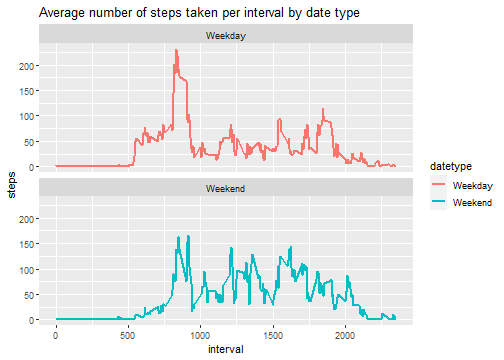 Average number of steps taken per interval by date type
Weekday
200
150
100
50
0
Weekend
200
150
100
50
0
steps
0
500
1000
1500
2000
interval
datetype
Weekday
Weekend